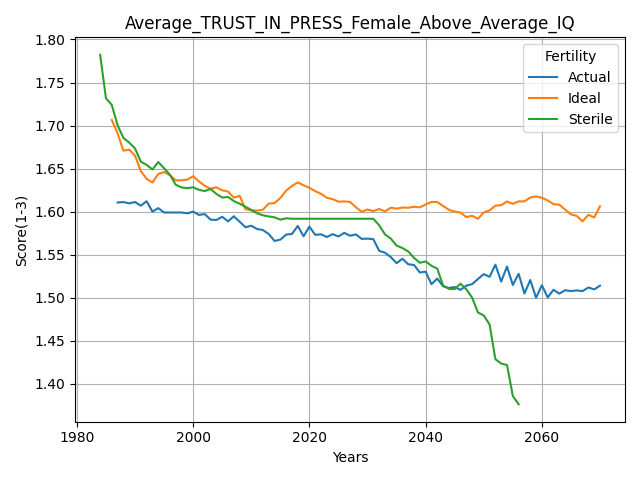 Average_TRUST_IN_PRESS_Female_Above_Average_IQ
1.80
1.75
1.70
1.65
1.60
1.55
1.50
1.45
1.40
Score(1-3)
Fertility
Actual
Ideal
Sterile
1980
2000
2020
2040
2060
Years